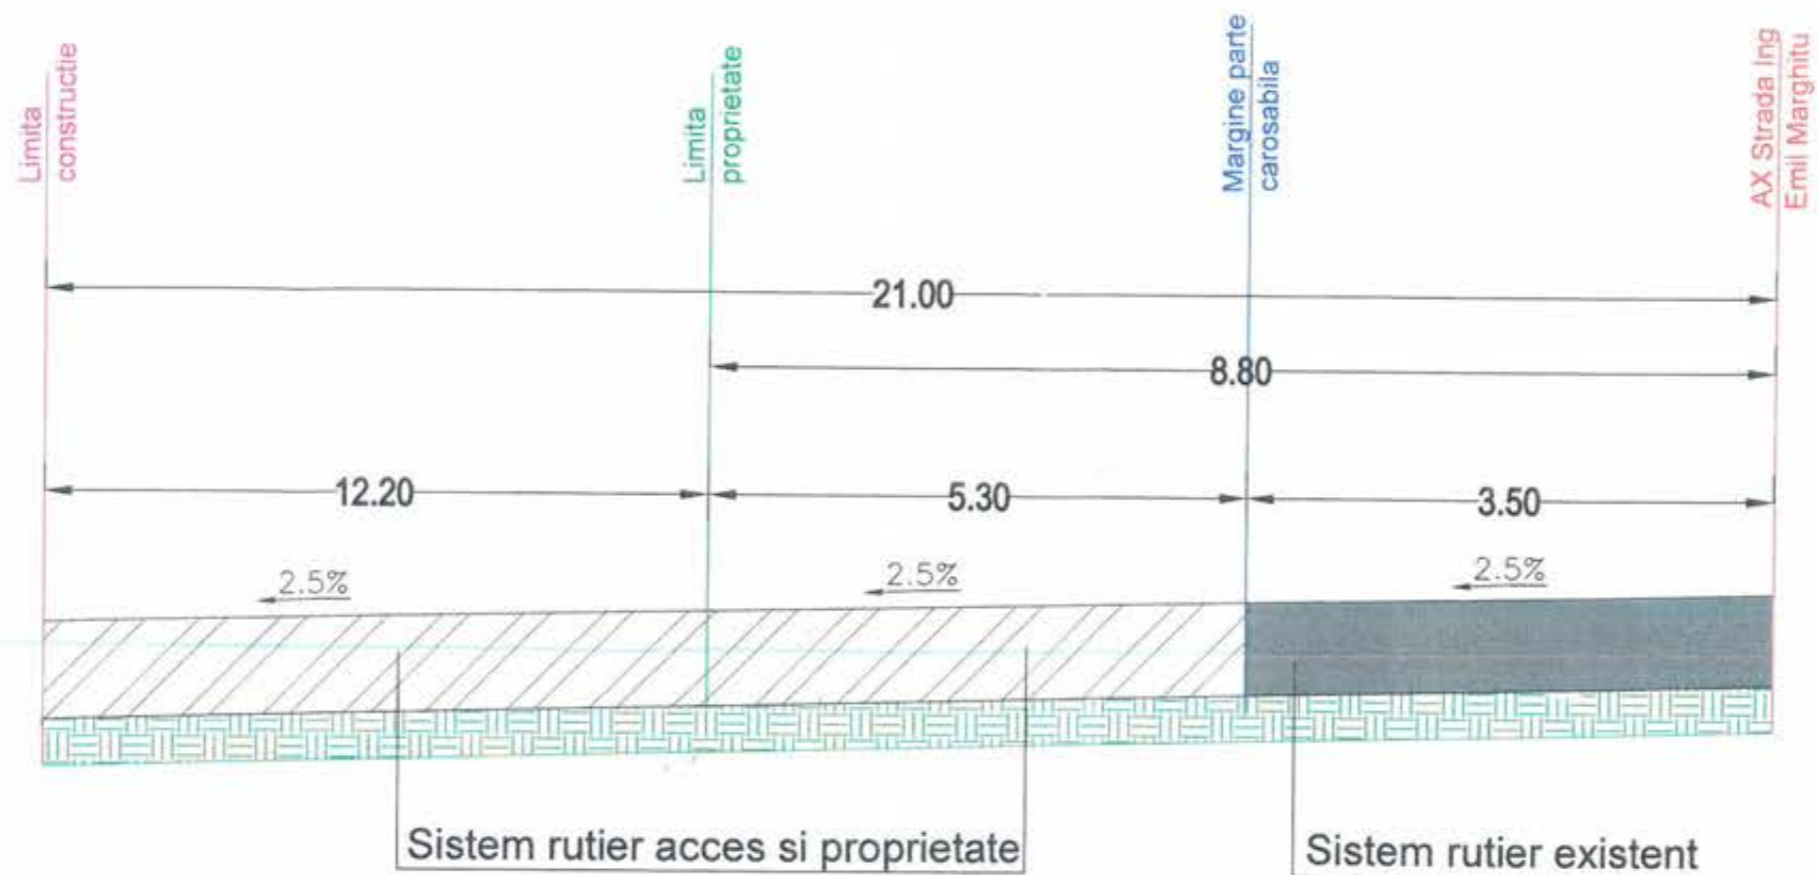 Limita
constructie
Limita
proprietate
Margine parte
carosabila
AX Strada Ing
Emil Marghitu
21.00
8.80
12.20
5.30
3.50
2.5%
2.5%
2.5%
Sistem rutier acces si proprietate
Sistem rutier existent